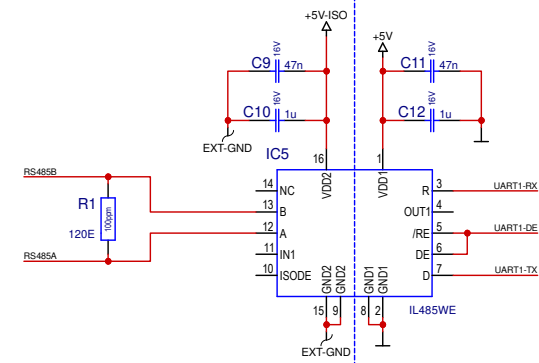 +5V-ISO
+5V
C9 16V 47n
C11 16V 47n
C10 16V 1u
C12 16V 1u
EXT-GND
IC5
16
1
VDD2
VDD1
RS485B
14 NC
R 3 UART1-RX
R1
100ppm
120E
13 B
OUT1 4
12 A
/RE 5 UART1-DE
RS485A
11 IN1
DE 6
10 ISODE
D 7 UART1-TX
GND2
GND2
GND1
GND1
15
9
8
2
IL485WE
EXT-GND